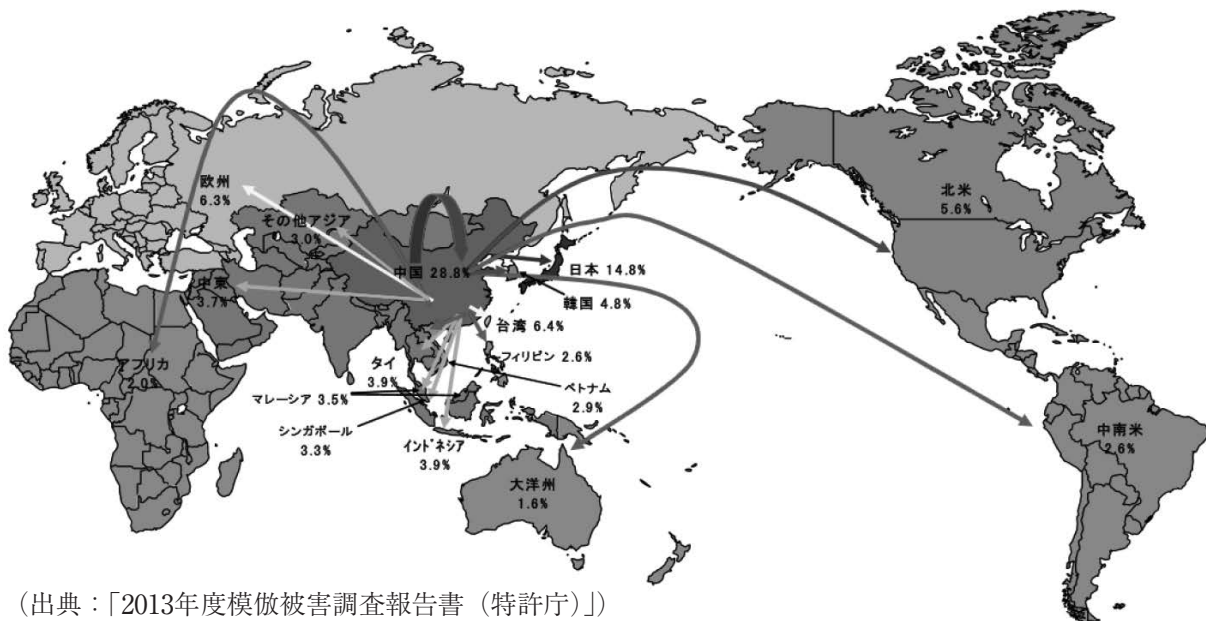 欧州
6.3%
その他アジア
3.0%
中東
3.7%
アフリカ
2.0%
中国 28.8%
日本 14.8%
韓国 4.8%
台湾 6.4%
フィリピン 2.6%
ベトナム
2.9%
タイ
3.9%
マレーシア 3.5%
シンガポール
3.3%
インドネシア
3.9%
大洋州
1.6%
北米
5.6%
中南米
2.6%
（出典：「2013年度模倣被害調査報告書（特許庁）」）